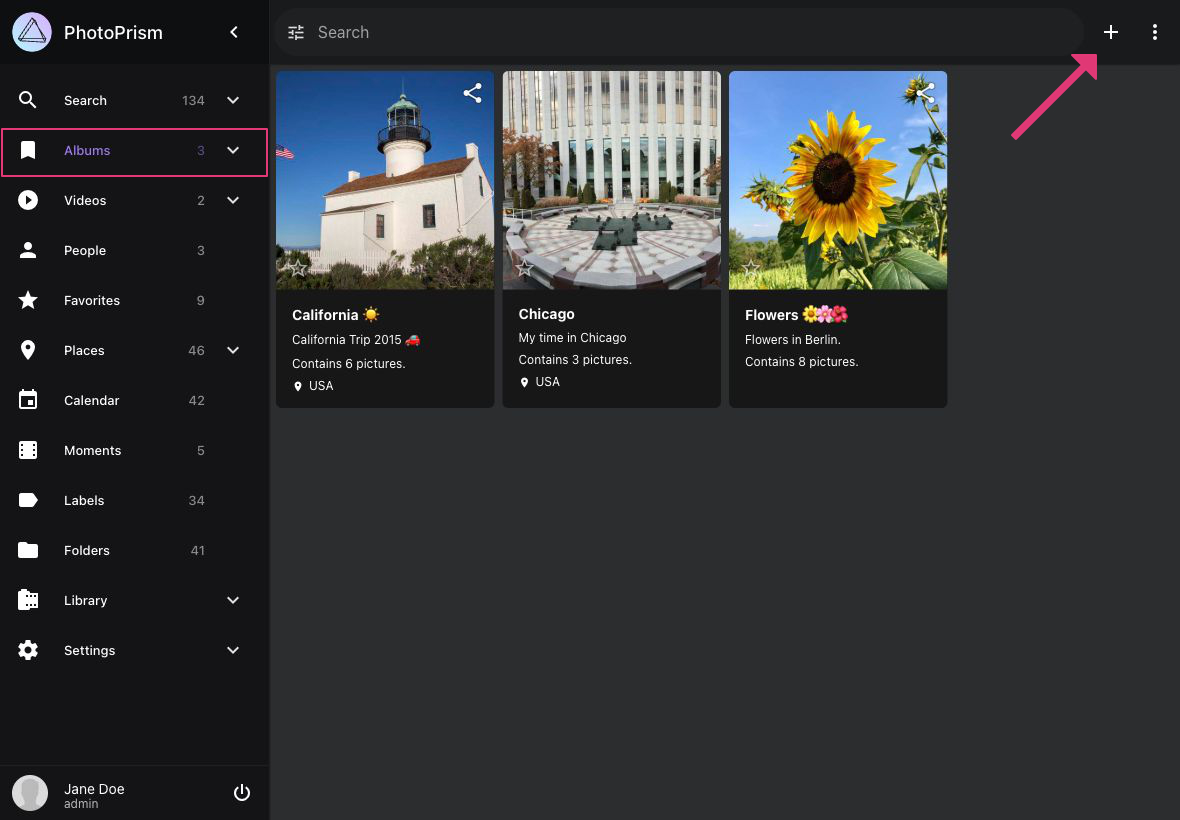 PhotoPrism
Search
Search 134
Albums 3
Videos 2
People 3
Favorites 9
Places 46
Calendar 42
Moments 5
Labels 34
Folders 41
Library
Settings
Jane Doe
admin
California ☀️
California Trip 2015 🚗
Contains 6 pictures.
USA
Chicago
My time in Chicago
Contains 3 pictures.
USA
Flowers 🌻🌸🌺
Flowers in Berlin.
Contains 8 pictures.